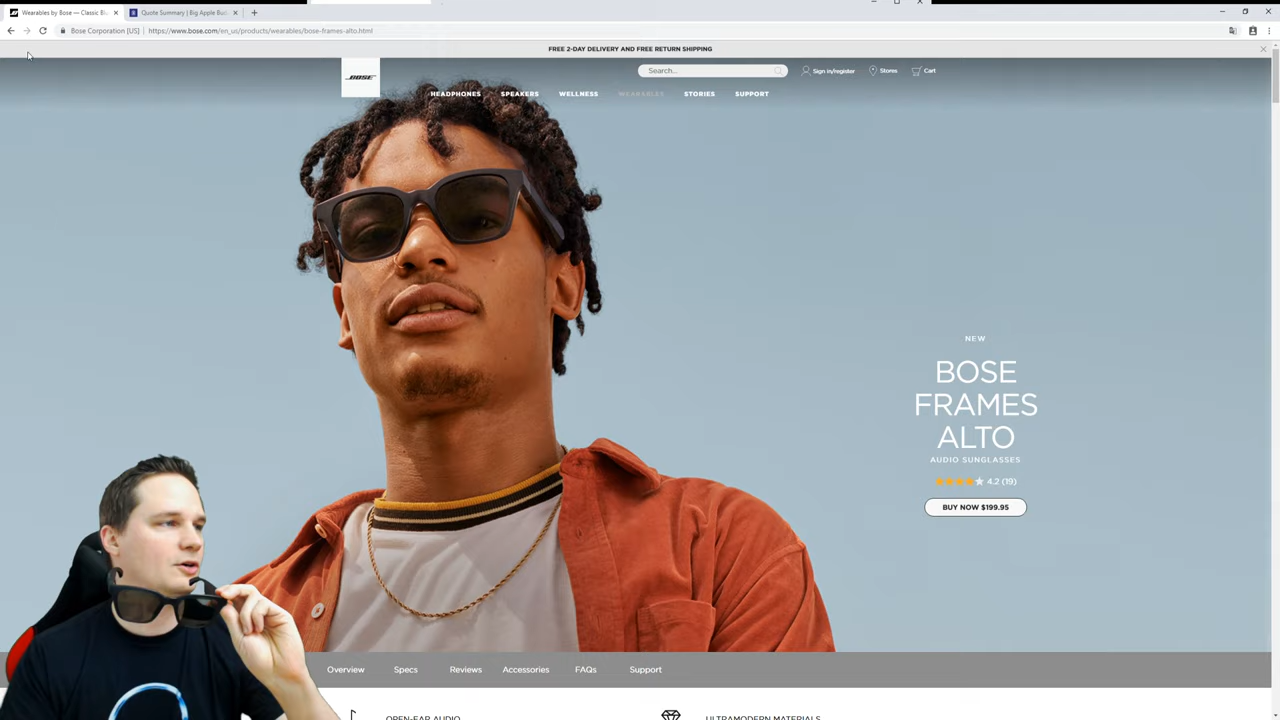 Wearables by Bose — Classic Bl
Quote Summary | Big Apple Bud
Bose Corporation [US]
https://www.bose.com/en_us/products/wearables/bose-frames-alto.html
FREE 2-DAY DELIVERY AND FREE RETURN SHIPPING
BOSE
Search...
Sign in/register
Stores
Cart
HEADPHONES
SPEAKERS
WELLNESS
WEARABLES
STORIES
SUPPORT
NEW
BOSE
FRAMES
ALTO
AUDIO SUNGLASSES
4.2 (19)
BUY NOW $199.95
Overview
Specs
Reviews
Accessories
FAQs
Support
OPEN-EAR AUDIO
ULTRAMODERN MATERIALS